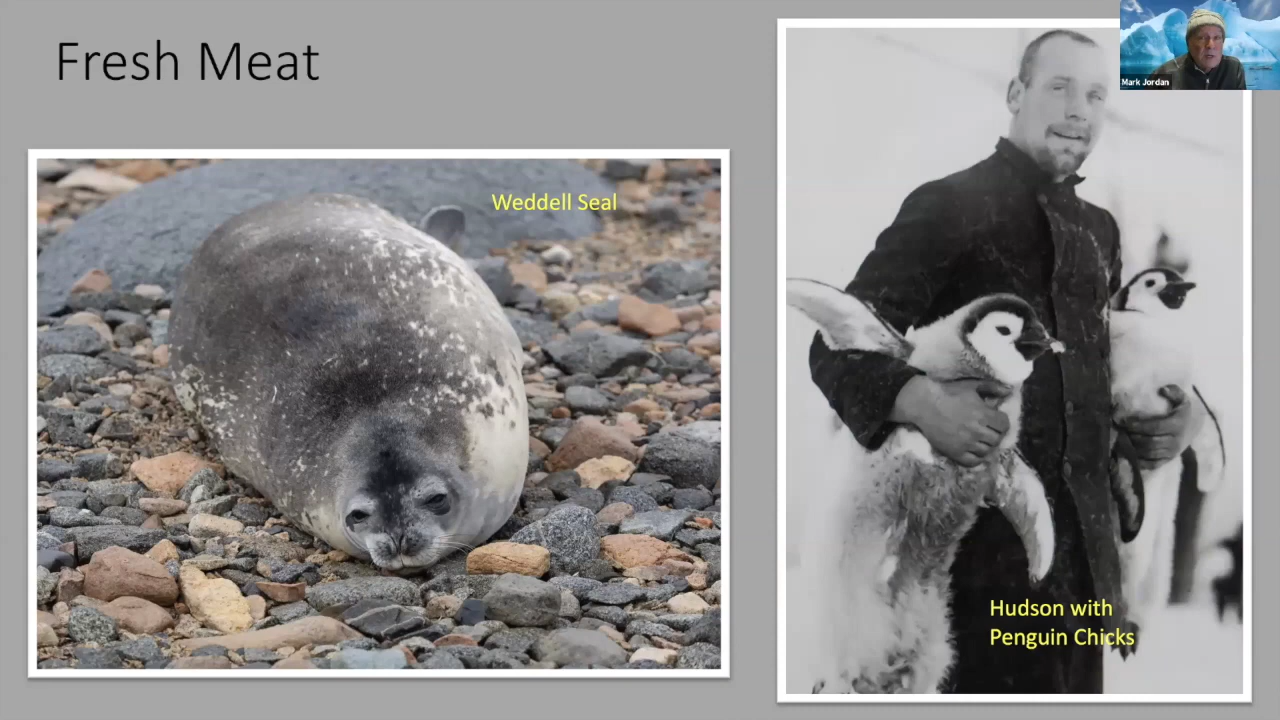 Fresh Meat
Mark Jordan
Weddell Seal
Hudson with
Penguin Chicks